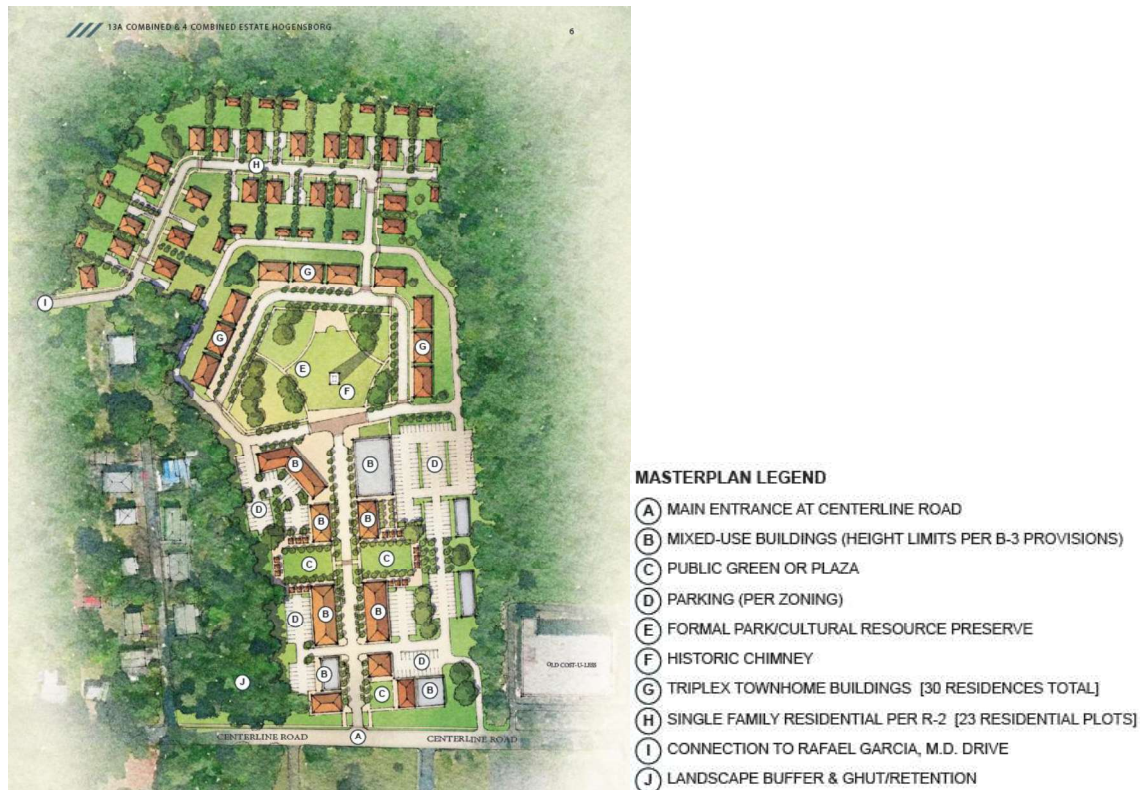 13A COMBINED & 4 COMBINED ESTATE HOGENSBORG
6
H
G
I
G
G
E
F
B
B
D
D
B
B
C
C
D
B
B
D
B
C
B
J
OLD COST-U-LESS
CENTERLINE ROAD
A
CENTERLINE ROAD
MASTERPLAN LEGEND
A MAIN ENTRANCE AT CENTERLINE ROAD
B MIXED-USE BUILDINGS (HEIGHT LIMITS PER B-3 PROVISIONS)
C PUBLIC GREEN OR PLAZA
D PARKING (PER ZONING)
E FORMAL PARK/CULTURAL RESOURCE PRESERVE
F HISTORIC CHIMNEY
G TRIPLEX TOWNHOME BUILDINGS [30 RESIDENCES TOTAL]
H SINGLE FAMILY RESIDENTIAL PER R-2 [23 RESIDENTIAL PLOTS]
I CONNECTION TO RAFAEL GARCIA, M.D. DRIVE
J LANDSCAPE BUFFER & GHUT/RETENTION